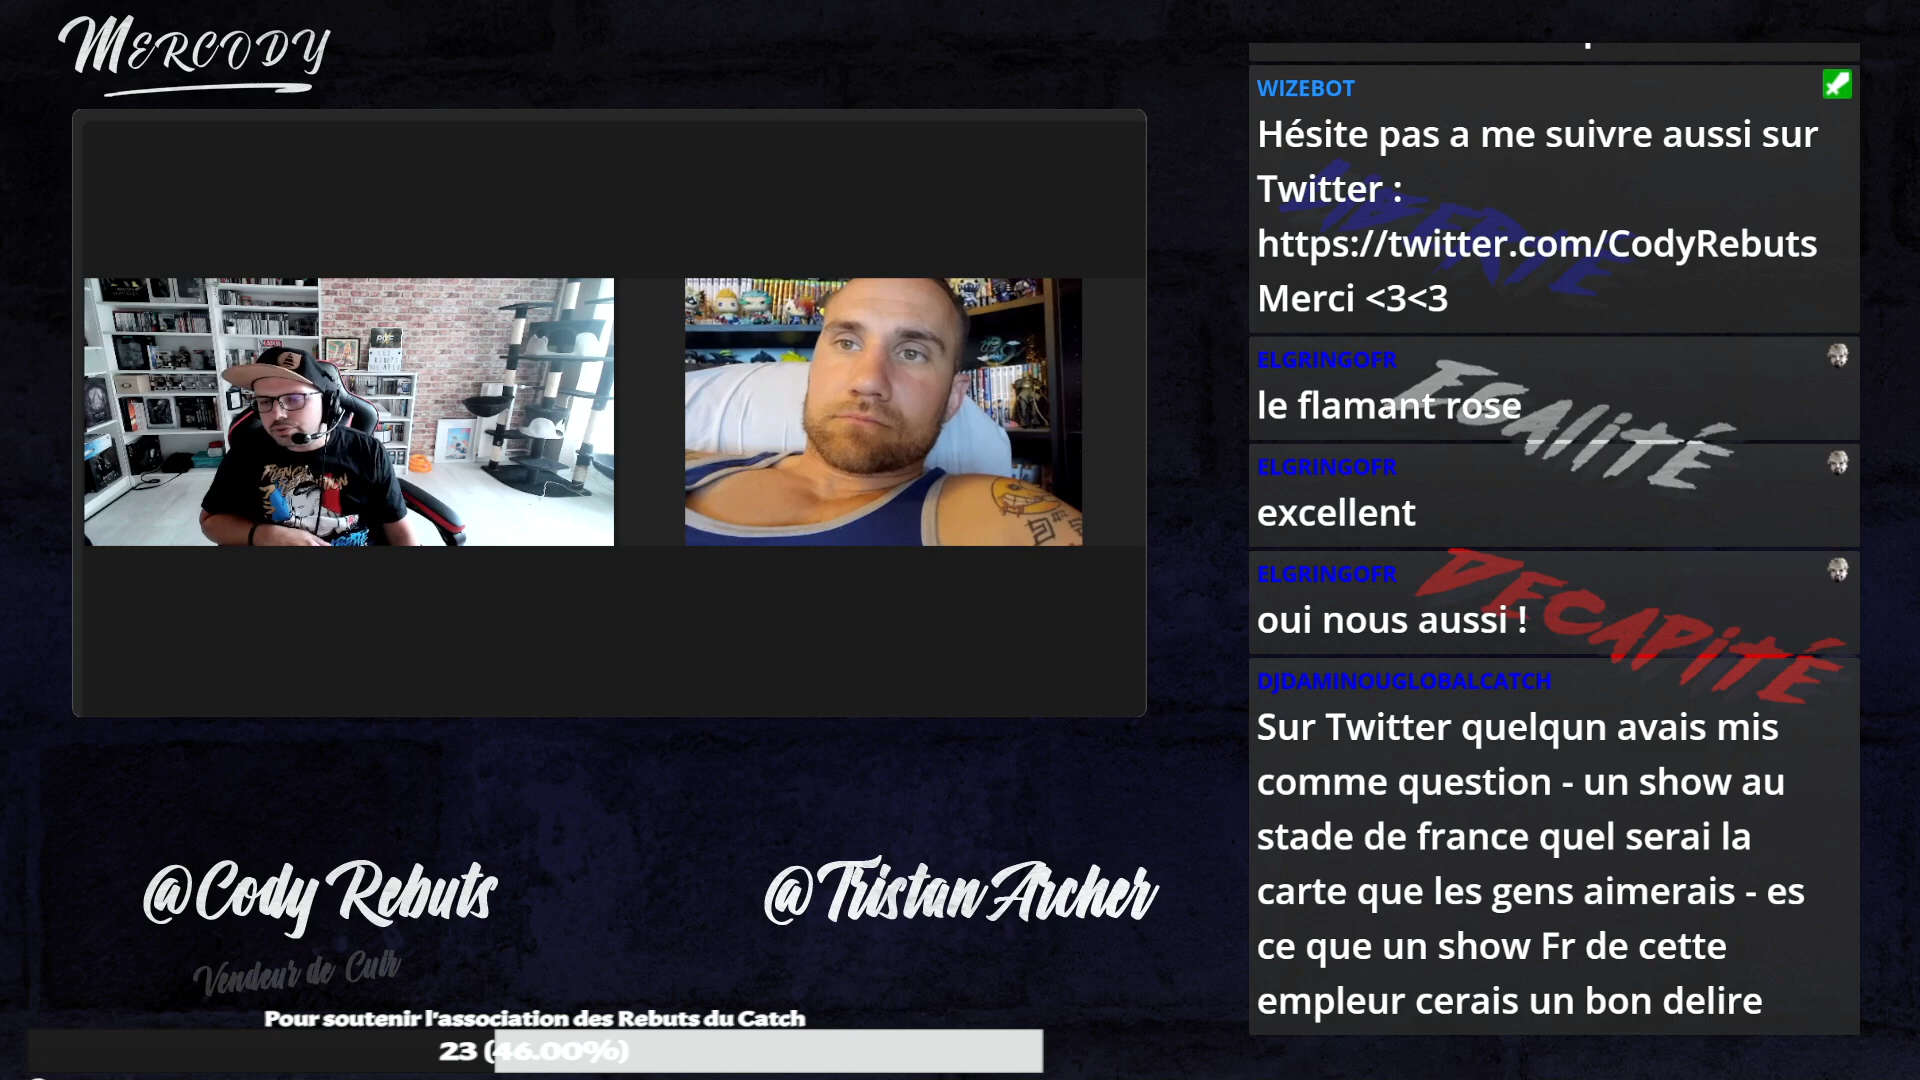 MERCODY
WIZEBOT
Hésite pas a me suivre aussi sur
Twitter :
https://twitter.com/CodyRebuts
Merci <3<3
ELGRINGOFR
le flamant rose
ELGRINGOFR
excellent
ELGRINGOFR
oui nous aussi !
DJDAMINOUGLOBALCATCH
Sur Twitter quelqun avais mis
comme question - un show au
stade de france quel serai la
carte que les gens aimerais - es
ce que un show Fr de cette
empleur cerais un bon delire
LIBERTÉ
EGALITÉ
DECAPITÉ
@Cody Rebuts
@Tristan Archer
Vendeur de Cuir
Pour soutenir l'association des Rebuts du Catch
23 (46.00%)